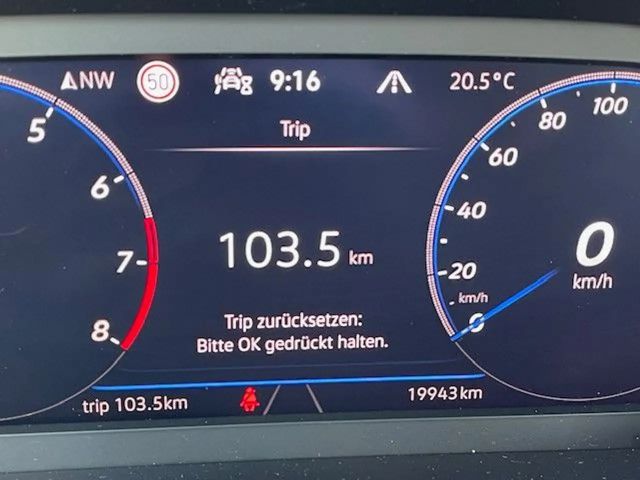 NW 50 9:16 20.5°C
Trip
5
6
7
8
103.5 km
Trip zurücksetzen:
Bitte OK gedrückt halten.
100
80
60
40
20
km/h
0
0
km/h
trip 103.5km 19943km